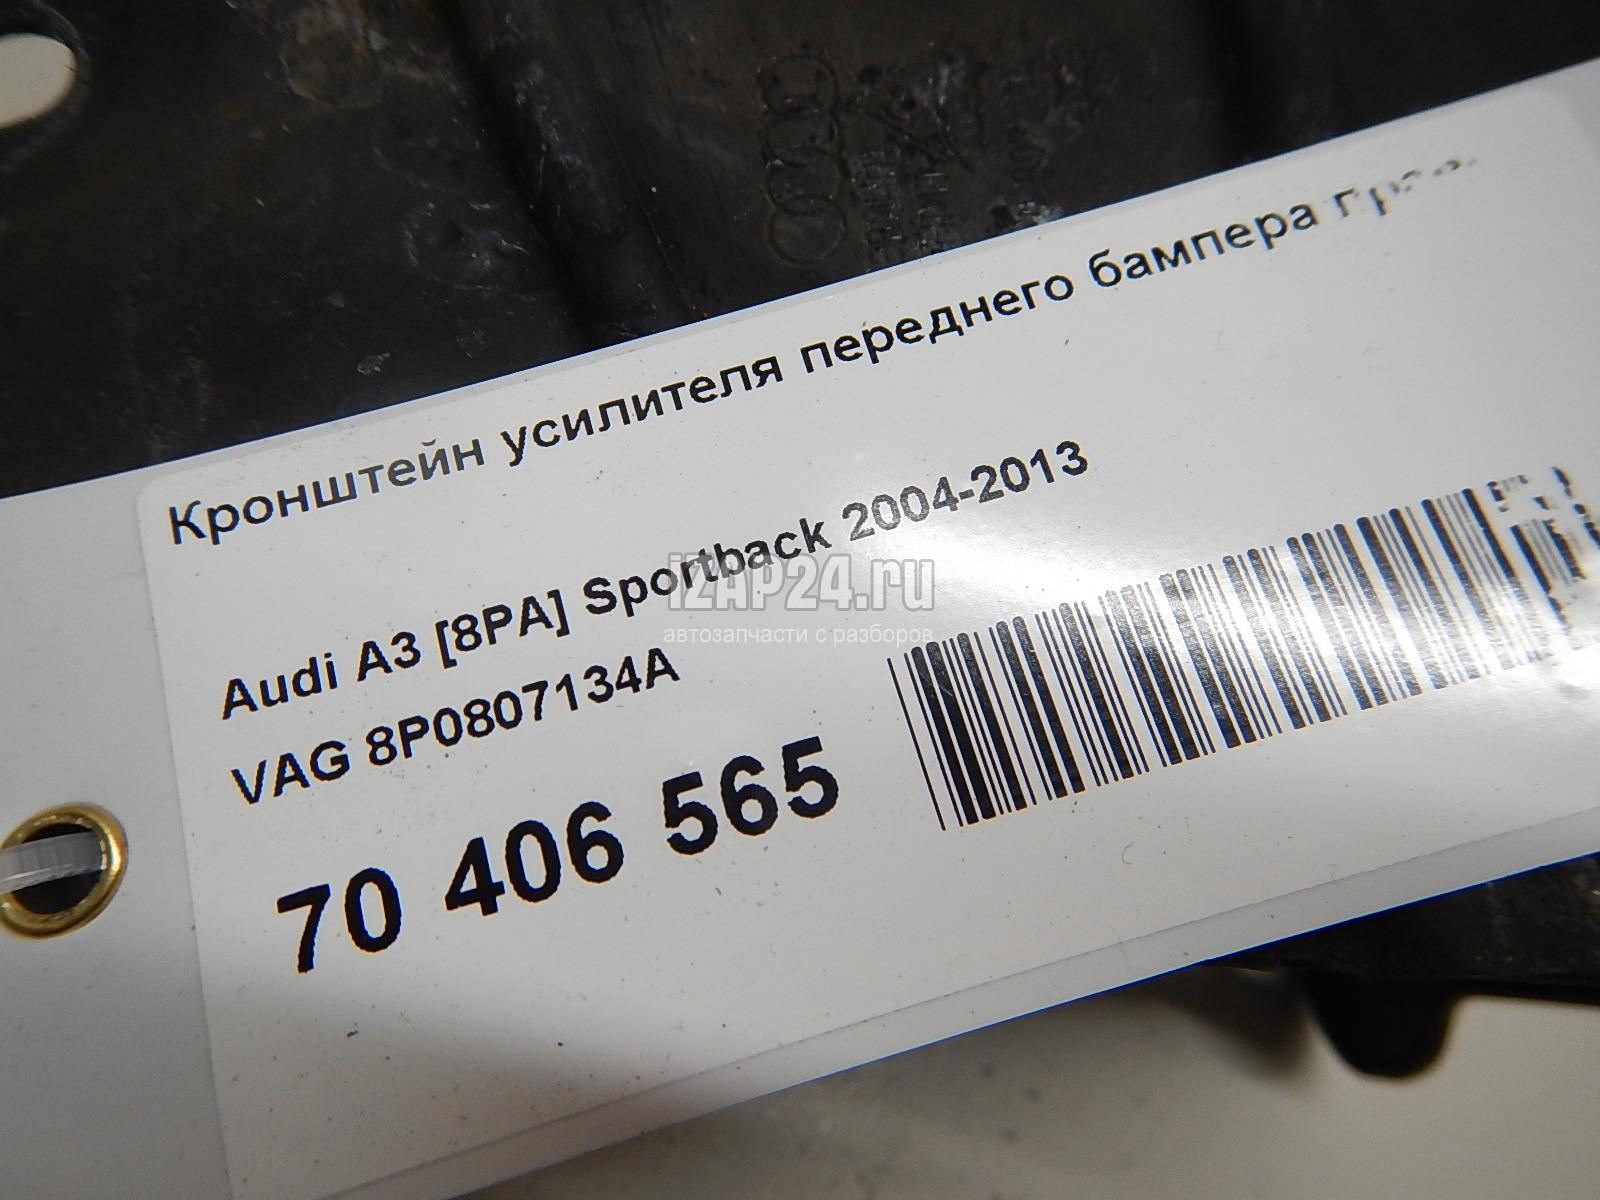 Кронштейн усилителя переднего бампера
Audi A3 [8PA] Sportback 2004-2013
iZAP24.ru
автозапчасти с разборов
VAG 8P0807134A
70 406 565